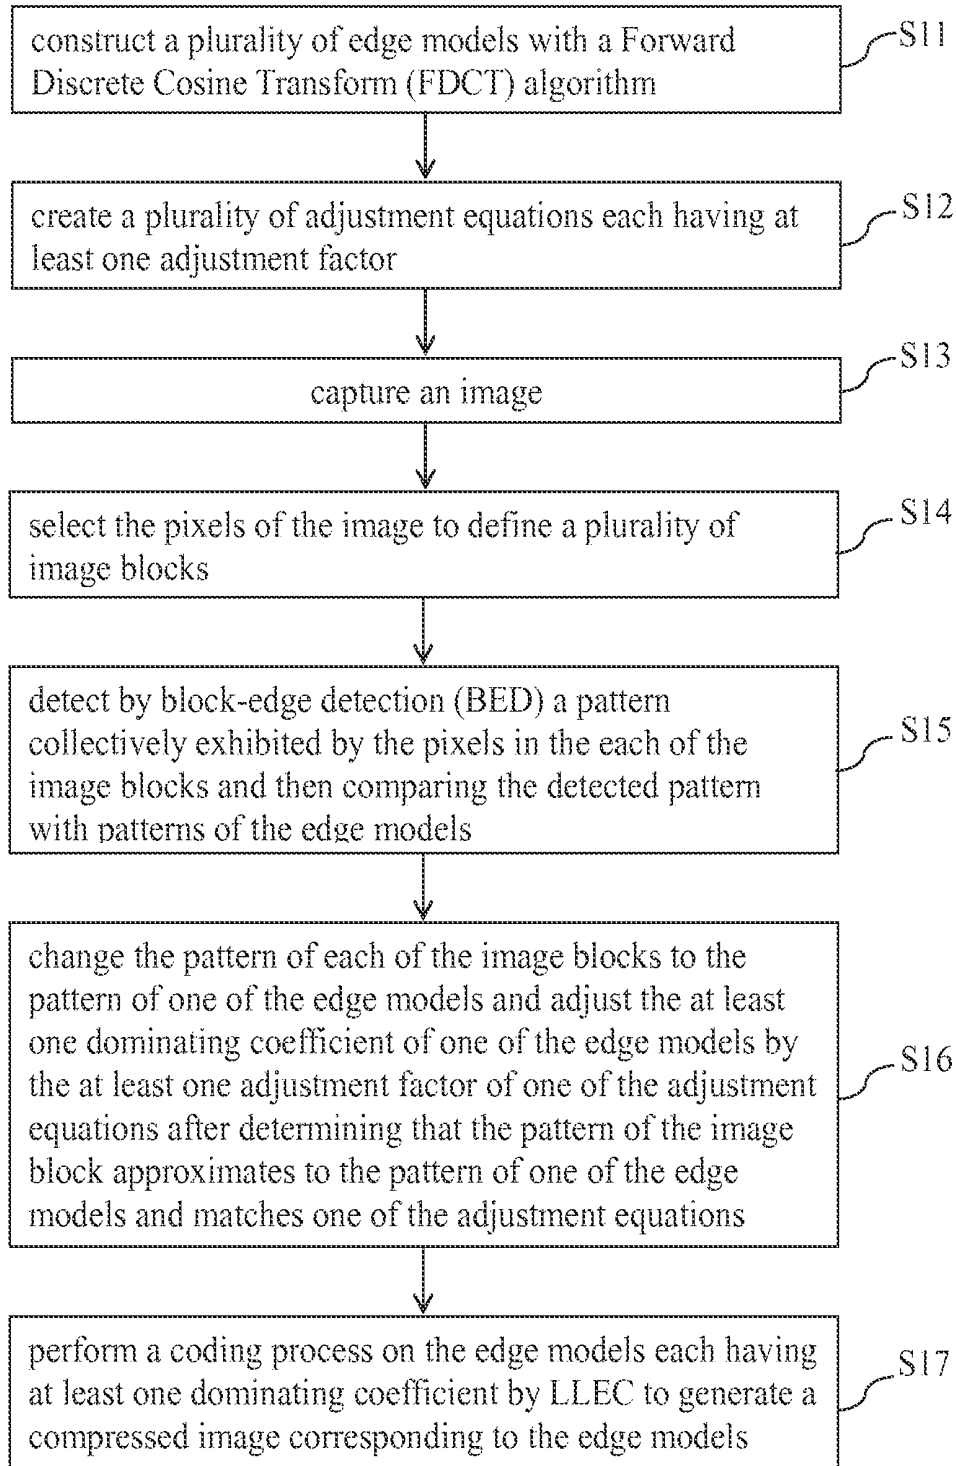 construct a plurality of edge models with a Forward
Discrete Cosine Transform (FDCT) algorithm
S11
create a plurality of adjustment equations each having at
least one adjustment factor
S12
capture an image
S13
select the pixels of the image to define a plurality of
image blocks
S14
detect by block-edge detection (BED) a pattern
collectively exhibited by the pixels in the each of the
image blocks and then comparing the detected pattern
with patterns of the edge models
S15
change the pattern of each of the image blocks to the
pattern of one of the edge models and adjust the at least
one dominating coefficient of one of the edge models by
the at least one adjustment factor of one of the adjustment
equations after determining that the pattern of the image
block approximates to the pattern of one of the edge
models and matches one of the adjustment equations
S16
perform a coding process on the edge models each having
at least one dominating coefficient by LLEC to generate a
compressed image corresponding to the edge models
S17